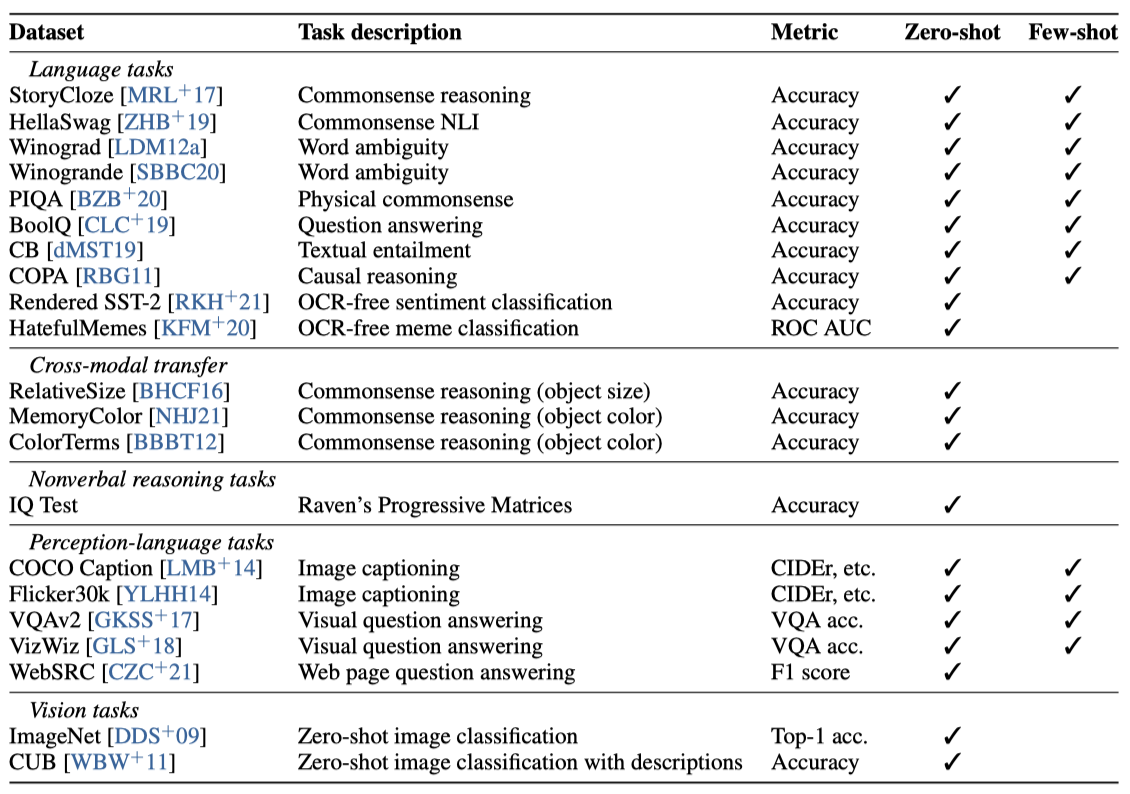 Dataset Task description Metric Zero-shot Few-shot
Language tasks
StoryCloze [MRL+17] Commonsense reasoning Accuracy ✓ ✓
HellaSwag [ZHB+19] Commonsense NLI Accuracy ✓ ✓
Winograd [LDM12a] Word ambiguity Accuracy ✓ ✓
Winogrande [SBBC20] Word ambiguity Accuracy ✓ ✓
PIQA [BZB+20] Physical commonsense Accuracy ✓ ✓
BoolQ [CLC+19] Question answering Accuracy ✓ ✓
CB [dMST19] Textual entailment Accuracy ✓ ✓
COPA [RBG11] Causal reasoning Accuracy ✓ ✓
Rendered SST-2 [RKH+21] OCR-free sentiment classification Accuracy ✓
HatefulMemes [KFM+20] OCR-free meme classification ROC AUC ✓
Cross-modal transfer
RelativeSize [BHCF16] Commonsense reasoning (object size) Accuracy ✓
MemoryColor [NHJ21] Commonsense reasoning (object color) Accuracy ✓
ColorTerms [BBBT12] Commonsense reasoning (object color) Accuracy ✓
Nonverbal reasoning tasks
IQ Test Raven's Progressive Matrices Accuracy ✓
Perception-language tasks
COCO Caption [LMB+14] Image captioning CIDEr, etc. ✓ ✓
Flicker30k [YLHH14] Image captioning CIDEr, etc. ✓ ✓
VQAv2 [GKSS+17] Visual question answering VQA acc. ✓ ✓
VizWiz [GLS+18] Visual question answering VQA acc. ✓ ✓
WebSRC [CZC+21] Web page question answering F1 score ✓
Vision tasks
ImageNet [DDS+09] Zero-shot image classification Top-1 acc. ✓
CUB [WBW+11] Zero-shot image classification with descriptions Accuracy ✓